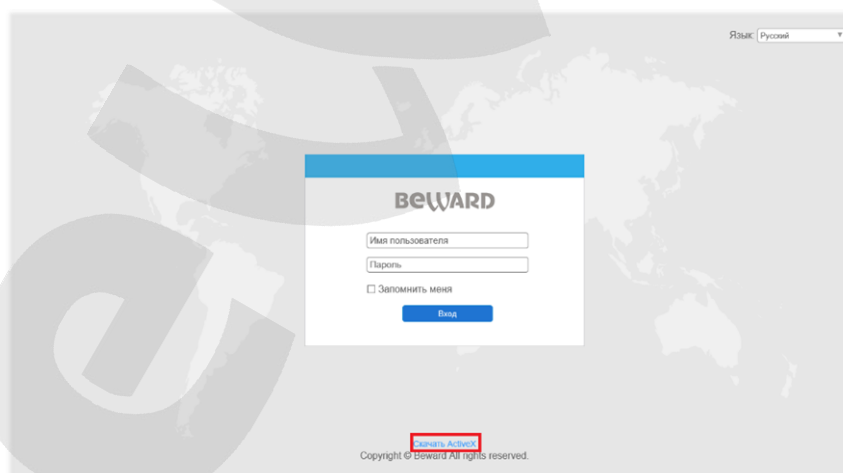 Язык: Русский
BEWARD
Имя пользователя
Пароль
Запомнить меня
Вход
Скачать ActiveX
Copyright © Beward All rights reserved.